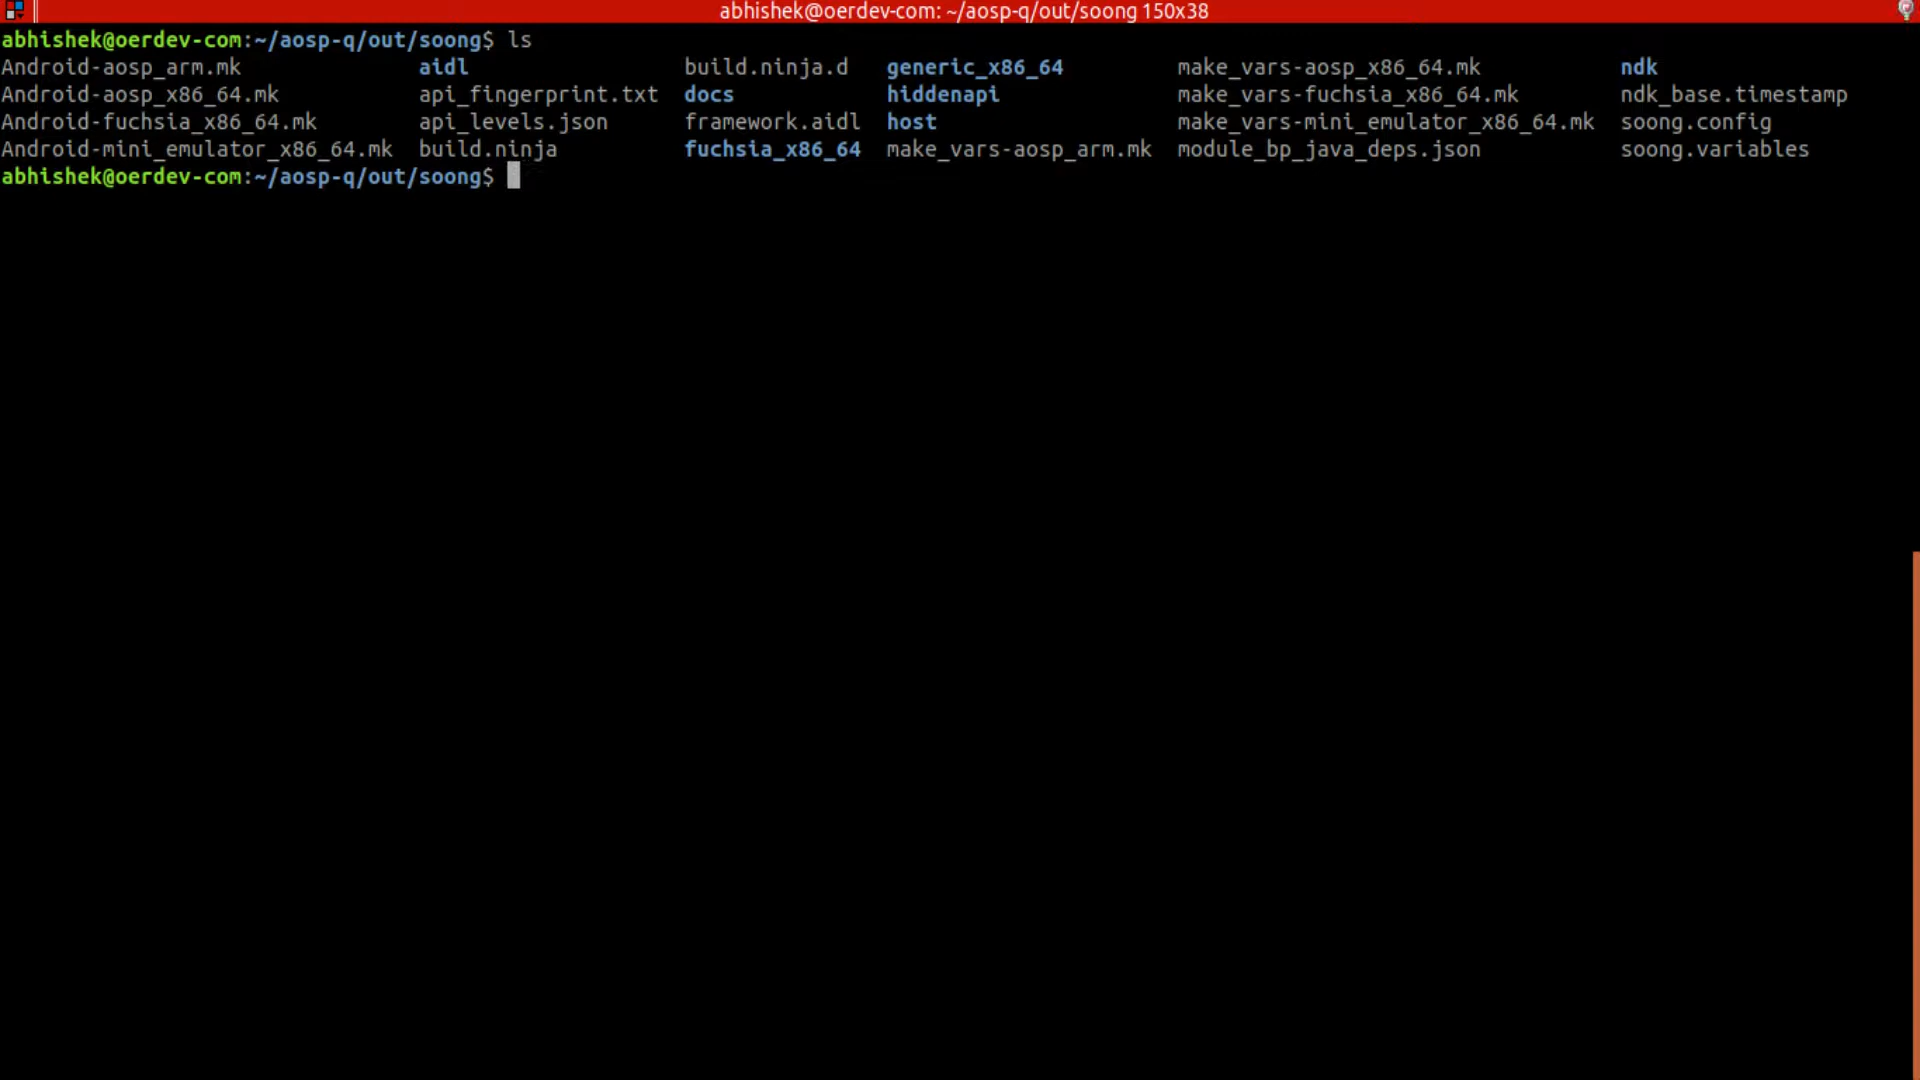 abhishek@oerdev-com: ~/aosp-q/out/soong 150x38
abhishek@oerdev-com:~/aosp-q/out/soong$ ls
Android-aosp_arm.mk aidl build.ninja.d generic_x86_64 make_vars-aosp_x86_64.mk ndk
Android-aosp_x86_64.mk api_fingerprint.txt docs hiddenapi make_vars-fuchsia_x86_64.mk ndk_base.timestamp
Android-fuchsia_x86_64.mk api_levels.json framework.aidl host make_vars-mini_emulator_x86_64.mk soong.config
Android-mini_emulator_x86_64.mk build.ninja fuchsia_x86_64 make_vars-aosp_arm.mk module_bp_java_deps.json soong.variables
abhishek@oerdev-com:~/aosp-q/out/soong$